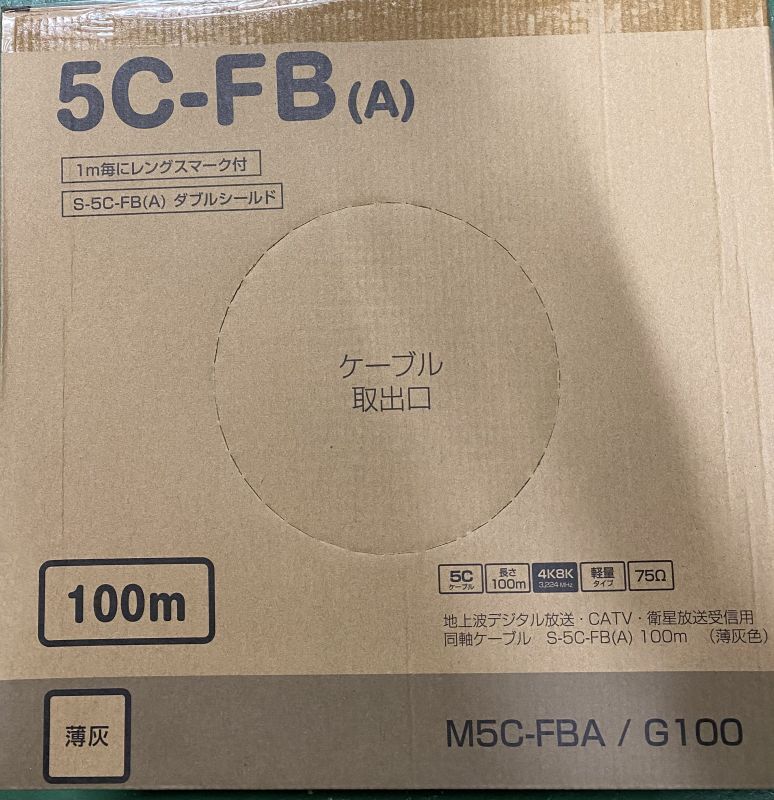 5C-FB(A)
1m毎にレングスマーク付
S-5C-FB(A) ダブルシールド
ケーブル
取出口
100m
5C
ケーブル
長さ
100m
4K8K
3,224 MHz
軽量
タイプ
75Ω
地上波デジタル放送・CATV・衛星放送受信用
同軸ケーブル S-5C-FB(A) 100m (薄灰色)
薄灰
M5C-FBA / G100